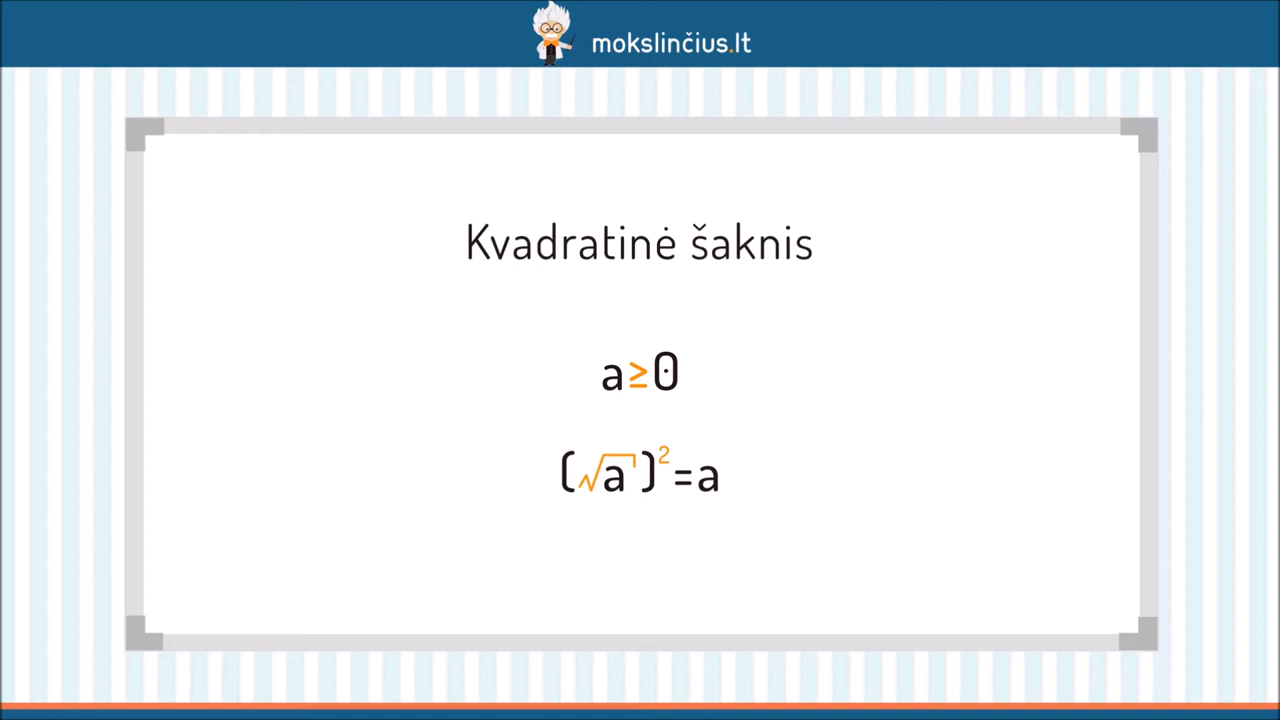 mokslinčius.lt
Kvadratinė šaknis
a≥0
(√a)²=a